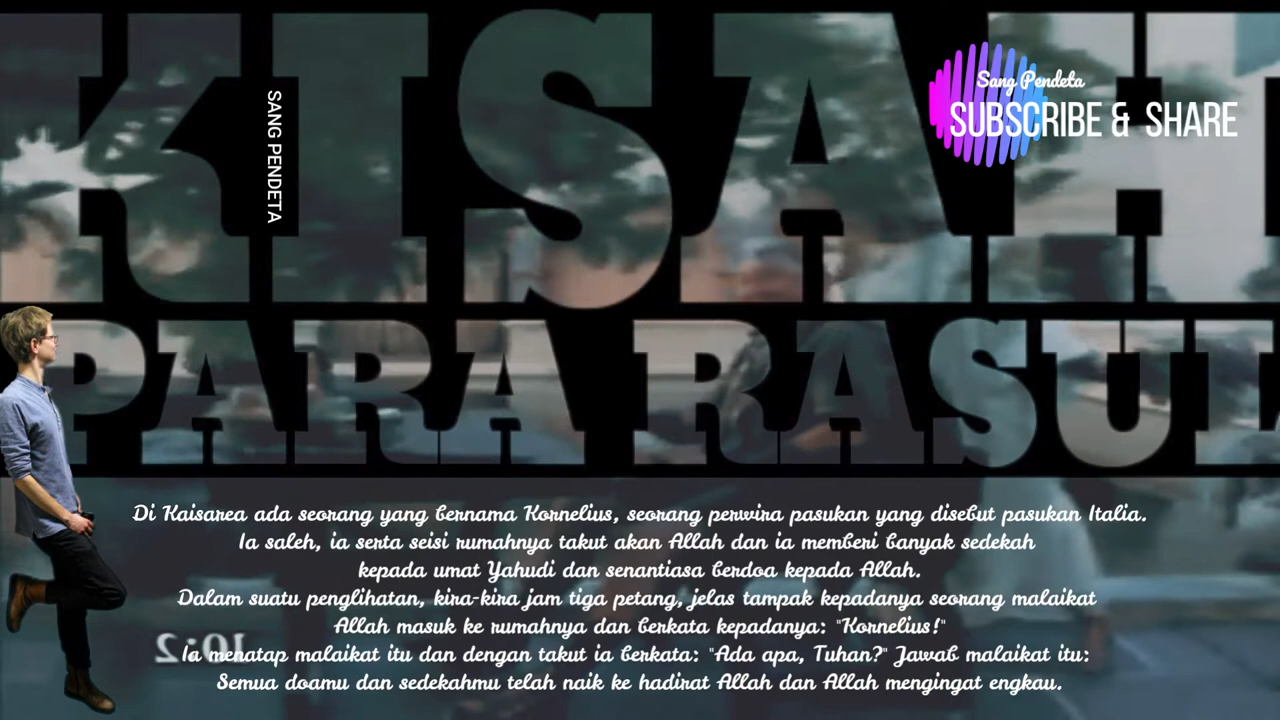 KISAH
PARA RASUL
SANG PENDETA
Sang Pendeta
SUBSCRIBE & SHARE
Di Kaisarea ada seorang yang bernama Kornelius, seorang perwira pasukan yang disebut pasukan Italia.
Ia saleh, ia serta seisi rumahnya takut akan Allah dan ia memberi banyak sedekah
kepada umat Yahudi dan senantiasa berdoa kepada Allah.
Dalam suatu penglihatan, kira-kira jam tiga petang, jelas tampak kepadanya seorang malaikat
Allah masuk ke rumahnya dan berkata kepadanya: "Kornelius!"
Ia menatap malaikat itu dan dengan takut ia berkata: "Ada apa, Tuhan?" Jawab malaikat itu:
Semua doamu dan sedekahmu telah naik ke hadirat Allah dan Allah mengingat engkau.